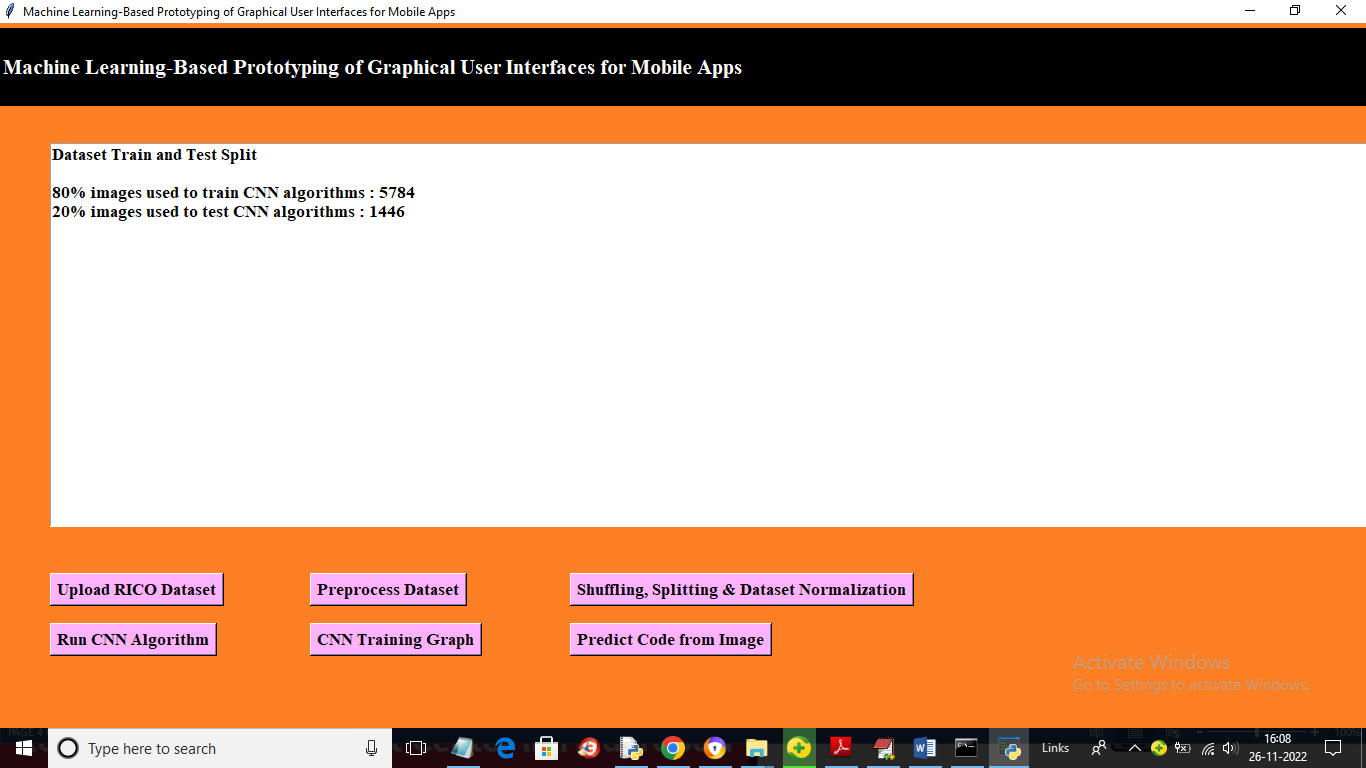 Machine Learning-Based Prototyping of Graphical User Interfaces for Mobile Apps
Machine Learning-Based Prototyping of Graphical User Interfaces for Mobile Apps
Dataset Train and Test Split
80% images used to train CNN algorithms : 5784
20% images used to test CNN algorithms : 1446
Upload RICO Dataset
Preprocess Dataset
Shuffling, Splitting & Dataset Normalization
Run CNN Algorithm
CNN Training Graph
Predict Code from Image
Activate Windows
Go to Settings to activate Windows.
PAGE 4
100%
Type here to search
Links
16:08
26-11-2022